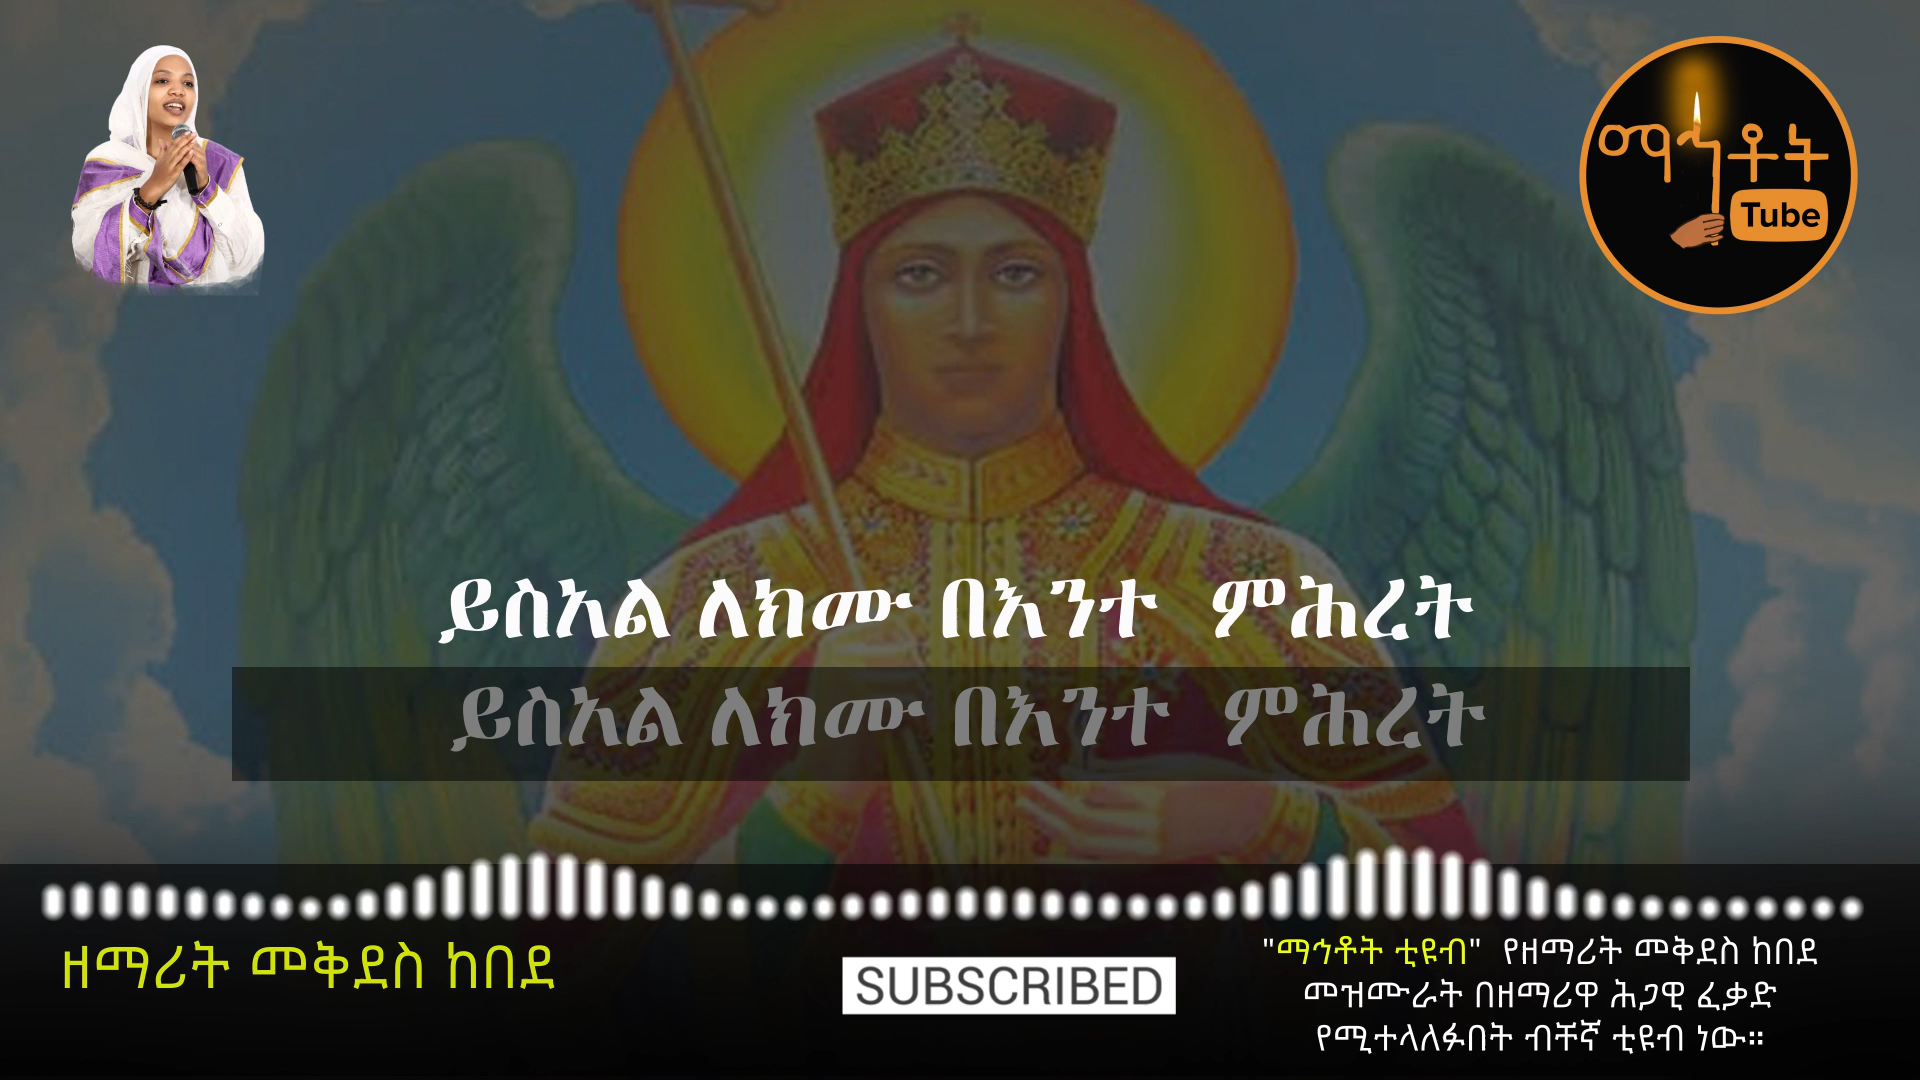 ማኅቶት
Tube
ይስአል ለክሙ በእንተ ምሕረት
ይስአል ለክሙ በእንተ ምሕረት
ዘማሪት መቅደስ ከበደ
SUBSCRIBED
"ማኅቶት ቲዩብ" የዘማሪት መቅደስ ከበደ
መዝሙራት በዘማሪዋ ሕጋዊ ፈቃድ
የሚተላለፉበት ብቸኛ ቲዩብ ነው።